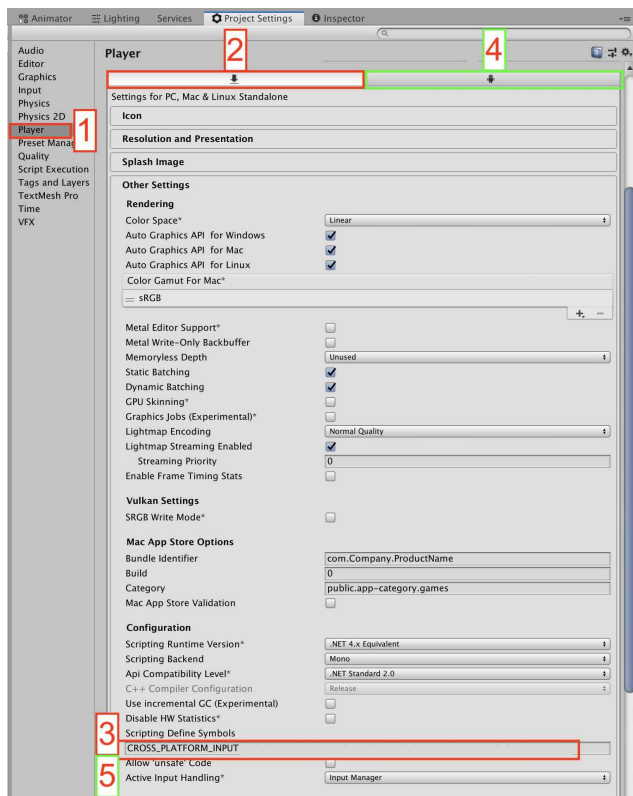 Animator
Lighting
Services
Project Settings
Inspector
Audio
Editor
Graphics
Input
Physics
Physics 2D
Player
Preset Manag
Quality
Script Execution
Tags and Layers
TextMesh Pro
Time
VFX
1
Player
2
4
Settings for PC, Mac & Linux Standalone
Icon
Resolution and Presentation
Splash Image
Other Settings
Rendering
Color Space* Linear
Auto Graphics API for Windows
Auto Graphics API for Mac
Auto Graphics API for Linux
Color Gamut For Mac*
= sRGB
+ -
Metal Editor Support*
Metal Write-Only Backbuffer
Memoryless Depth Unused
Static Batching
Dynamic Batching
GPU Skinning*
Graphics Jobs (Experimental)*
Lightmap Encoding Normal Quality
Lightmap Streaming Enabled
Streaming Priority 0
Enable Frame Timing Stats
Vulkan Settings
SRGB Write Mode*
Mac App Store Options
Bundle Identifier com.Company.ProductName
Build 0
Category public.app-category.games
Mac App Store Validation
Configuration
Scripting Runtime Version* .NET 4.x Equivalent
Scripting Backend Mono
Api Compatibility Level* .NET Standard 2.0
C++ Compiler Configuration Release
Use incremental GC (Experimental)
Disable HW Statistics*
Scripting Define Symbols
3
CROSS_PLATFORM_INPUT
Allow 'unsafe' Code
5
Active Input Handling* Input Manager